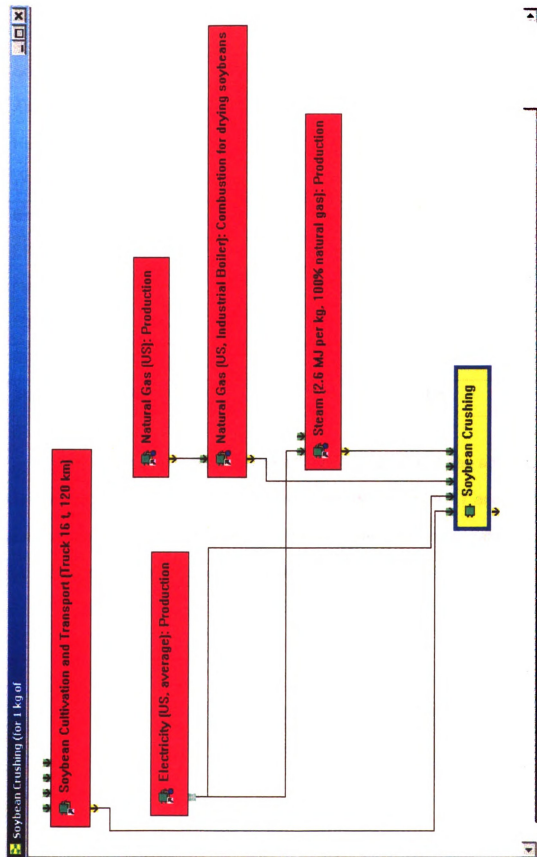 Soybean Crushing (for 1 kg of
Soybean Cultivation and Transport (Truck 16 t, 120 km)
Electricity (US, average): Production
Natural Gas (US): Production
Natural Gas (US, Industrial Boiler): Combustion for drying soybeans
Steam (2.6 MJ per kg, 100% natural gas): Production
Soybean Crushing